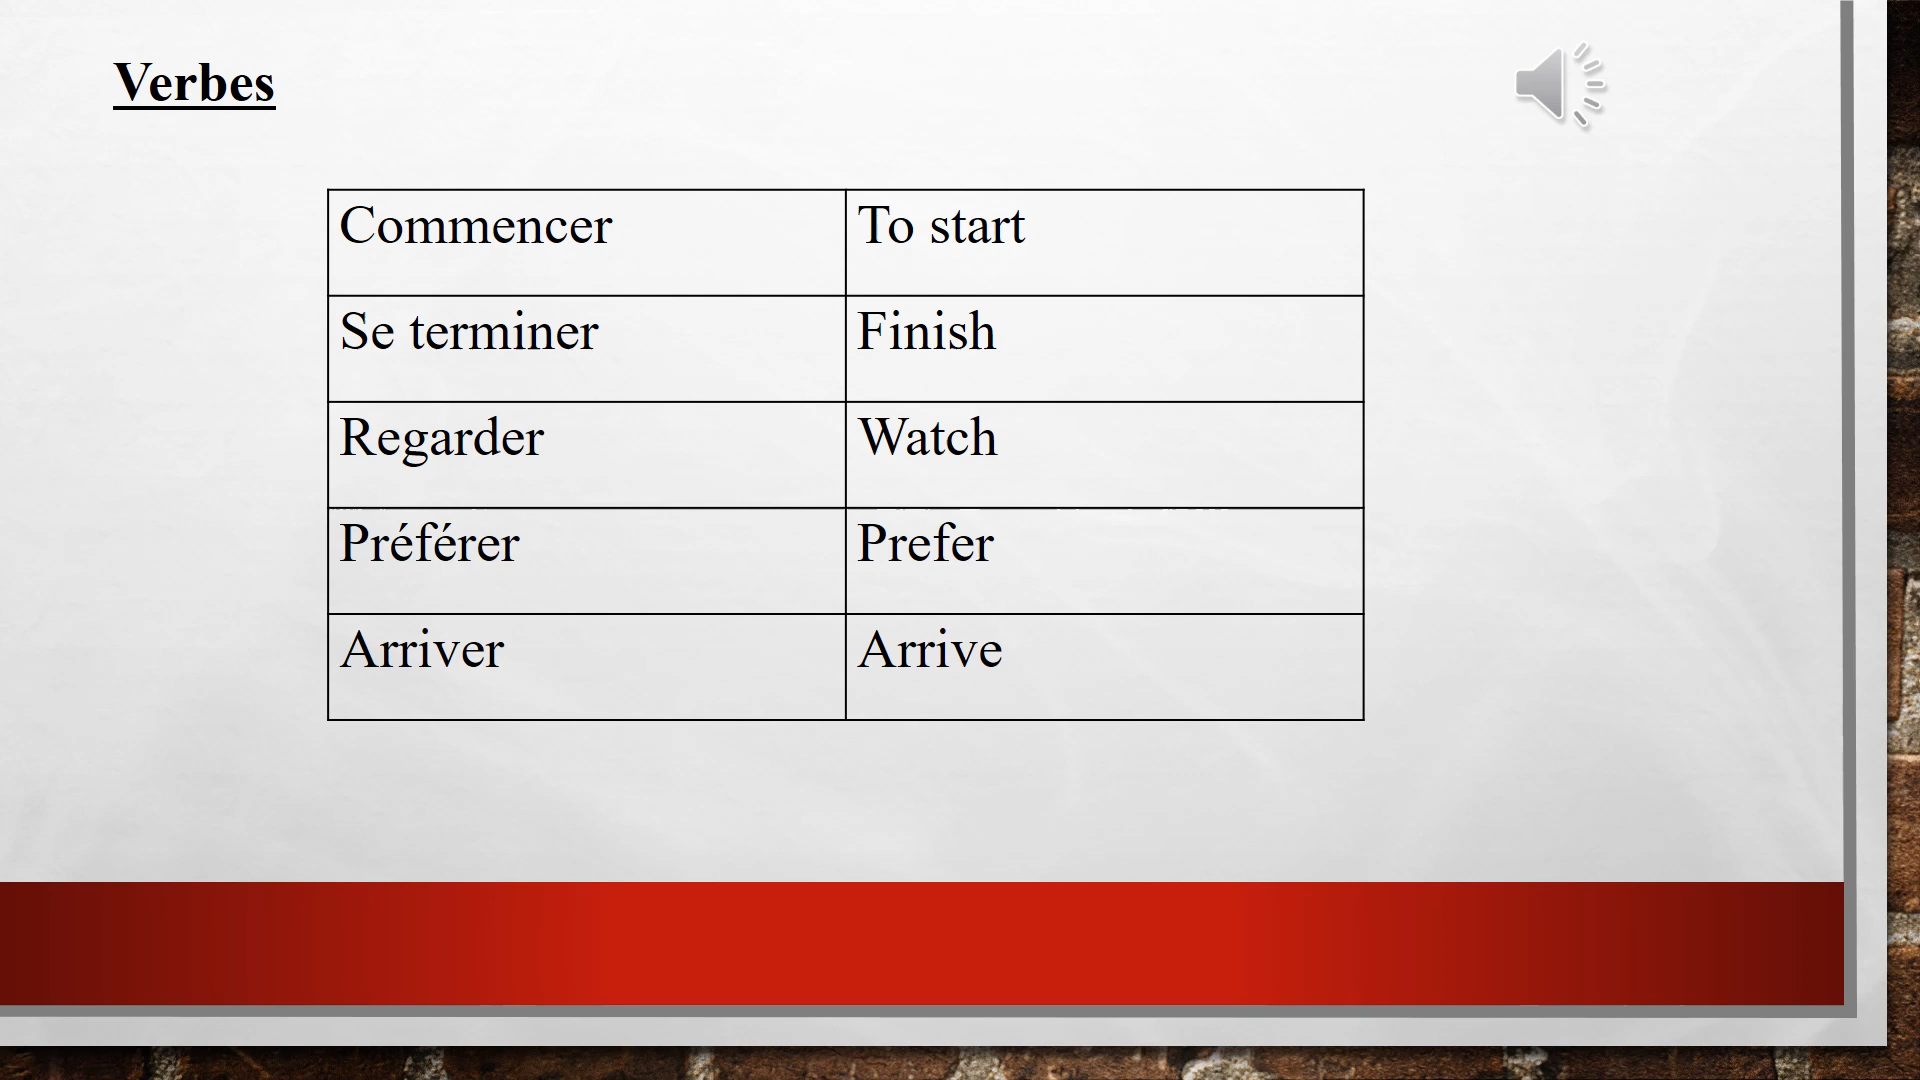 Verbes
Commencer To start
Se terminer Finish
Regarder Watch
Préférer Prefer
Arriver Arrive